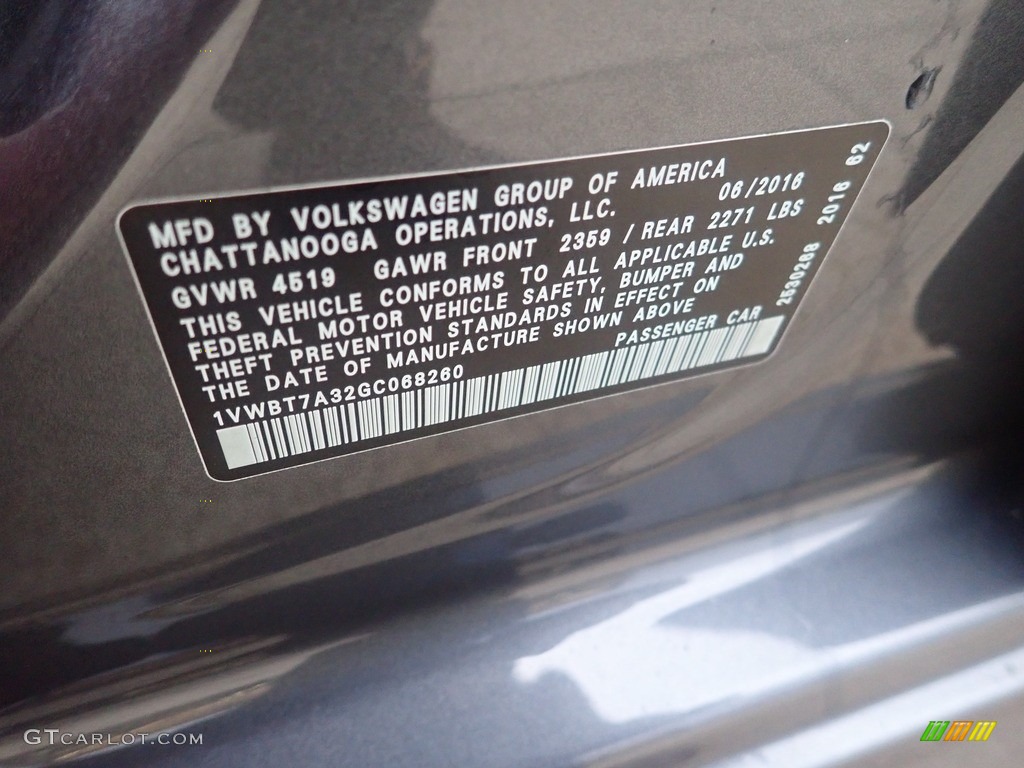 MFD BY VOLKSWAGEN GROUP OF AMERICA
CHATTANOOGA OPERATIONS, LLC. 06/2016
GVWR 4519 GAWR FRONT 2359 / REAR 2271 LBS
THIS VEHICLE CONFORMS TO ALL APPLICABLE U.S.
FEDERAL MOTOR VEHICLE SAFETY, BUMPER AND
THEFT PREVENTION STANDARDS IN EFFECT ON
THE DATE OF MANUFACTURE SHOWN ABOVE
1VWBT7A32GC068260 PASSENGER CAR
2530268 2016 62
GTCARLOT.COM